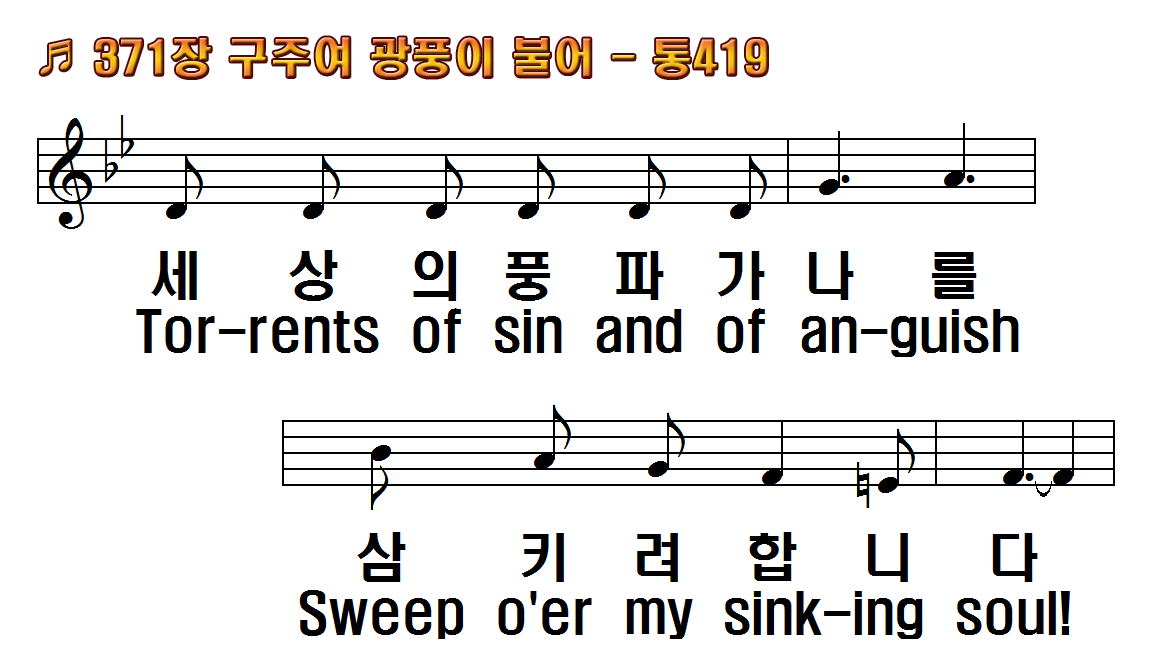 ♬ 371장 구주여 광풍이 불어 - 통419
세 상 의 풍 파 가 나 를
Tor-rents of sin and of an-guish
삼 키 려 합 니 다
Sweep o'er my sink-ing soul!